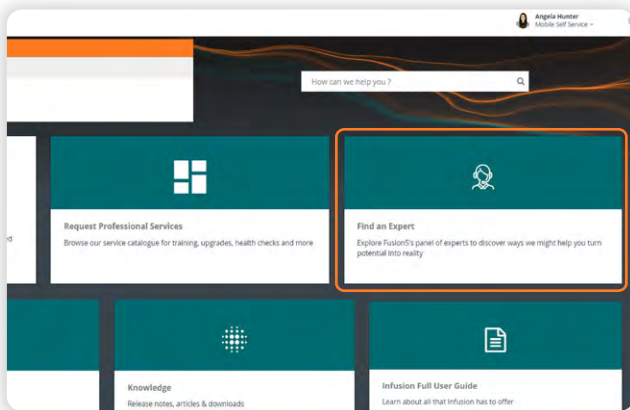 Angela Hunter
Mobile Self Service
How can we help you ?
Request Professional Services
Browse our service catalogue for training, upgrades, health checks and more
Find an Expert
Explore Fusion5's panel of experts to discover ways we might help you turn
potential into reality
ed
Knowledge
Release notes, articles & downloads
Infusion Full User Guide
Learn about all that Infusion has to offer